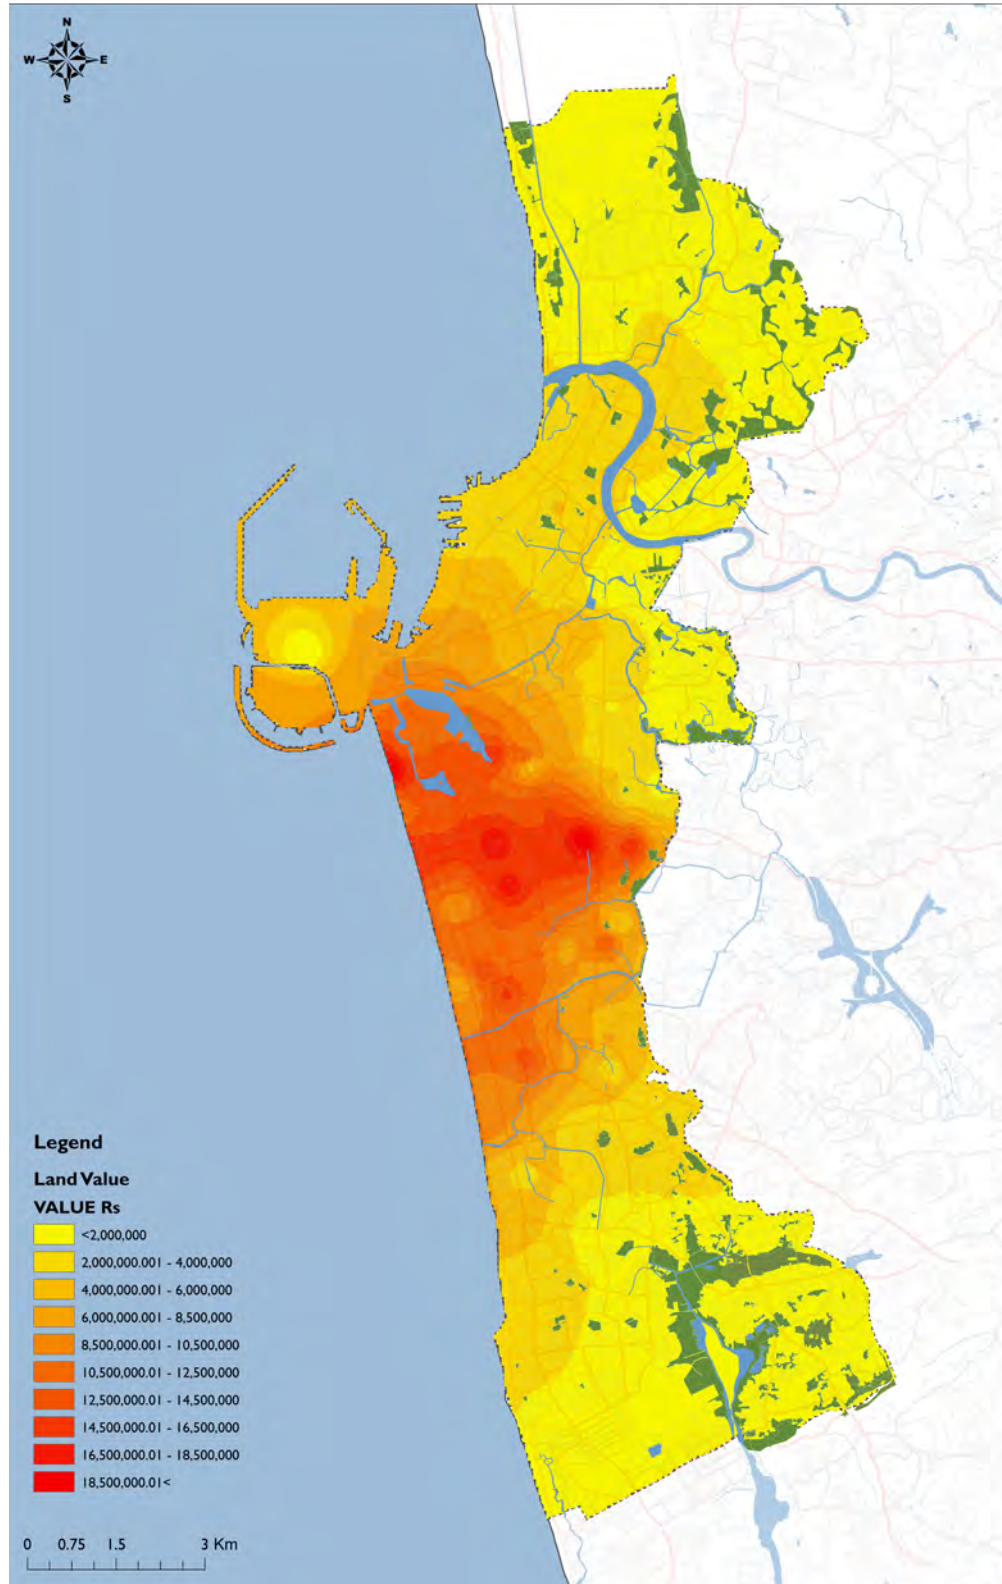 N
W E
S
Legend
Land Value
VALUE Rs
<2,000,000
2,000,000.001 - 4,000,000
4,000,000.001 - 6,000,000
6,000,000.001 - 8,500,000
8,500,000.001 - 10,500,000
10,500,000.01 - 12,500,000
12,500,000.01 - 14,500,000
14,500,000.01 - 16,500,000
16,500,000.01 - 18,500,000
18,500,000.01<
0 0.75 1.5 3 Km